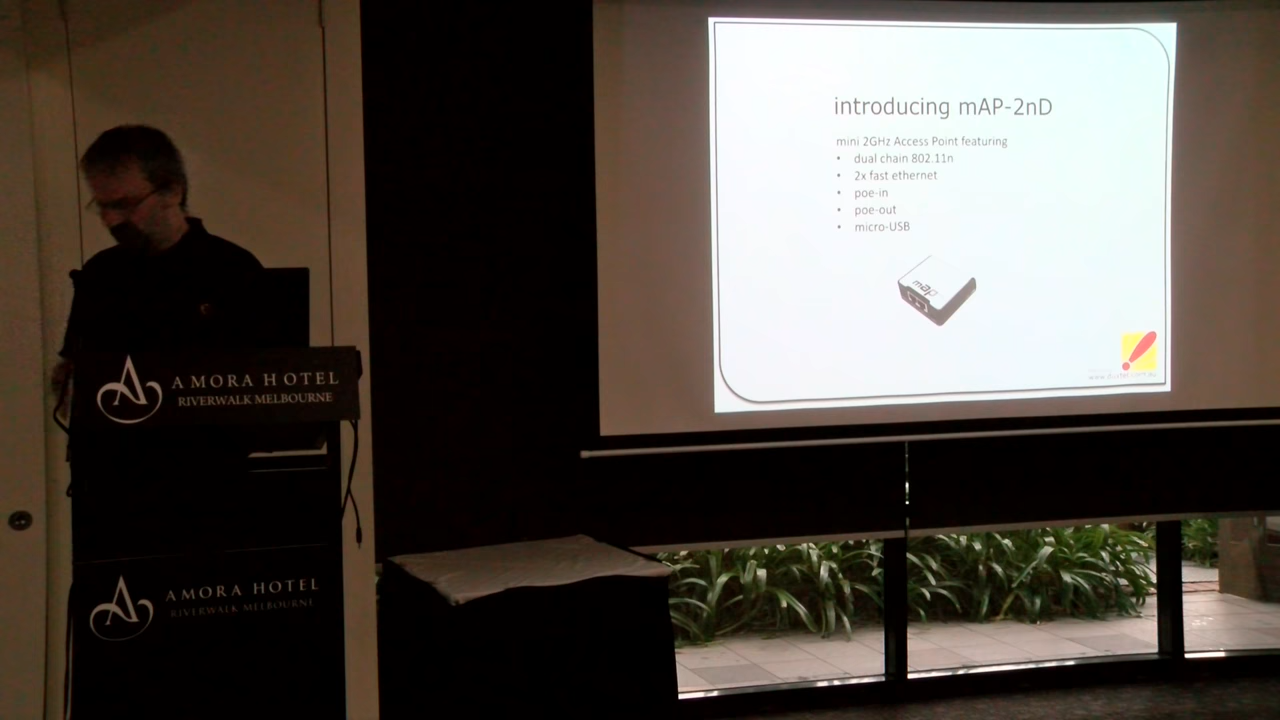 introducing mAP-2nD
mini 2GHz Access Point featuring
• dual chain 802.11n
• 2x fast ethernet
• poe-in
• poe-out
• micro-USB
mAP
AMORA HOTEL
RIVERWALK MELBOURNE
AMORA HOTEL
RIVERWALK MELBOURNE